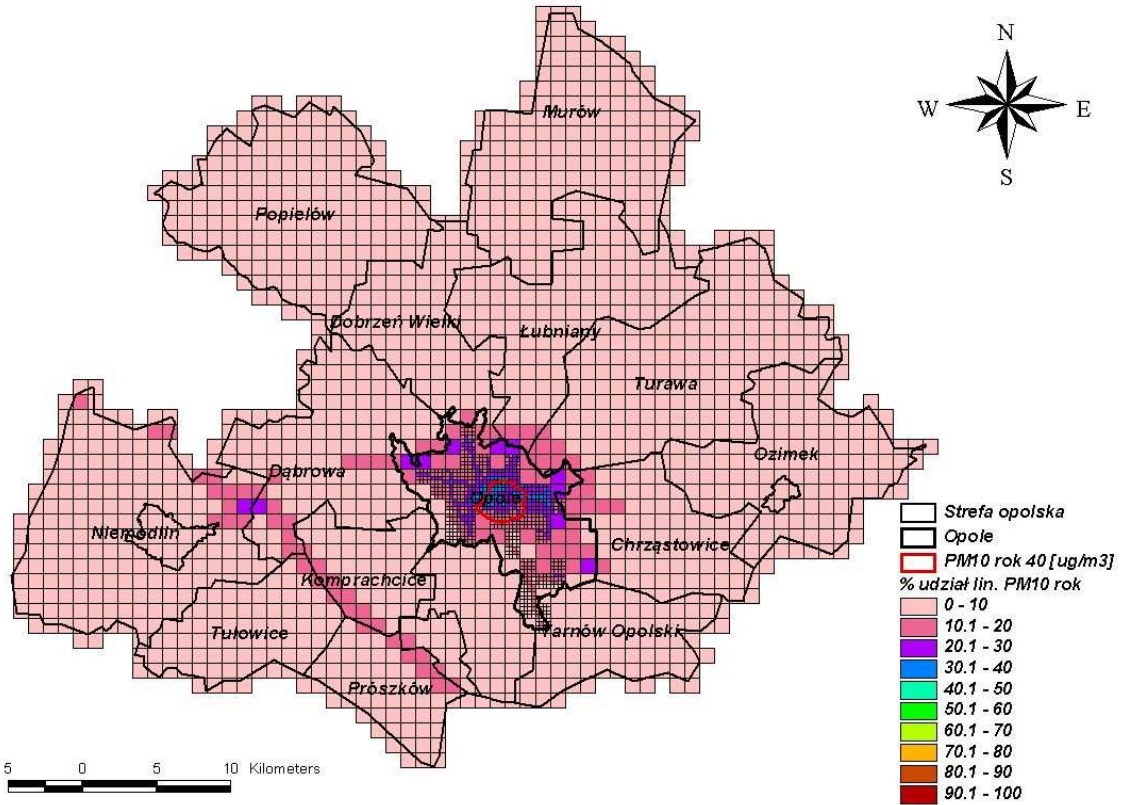 N
W E
S
Murów
Popielów
Dobrzeń Wielki
Łubniany
Turawa
Ozimek
Dąbrowa
Opole
Niemodlin
Chrząstowice
Komprachcice
Tułowice
Tarnów Opolski
Prószków
Strefa opolska
Opole
PM10 rok 40 [ug/m3]
% udział lin. PM10 rok
0 - 10
10.1 - 20
20.1 - 30
30.1 - 40
40.1 - 50
50.1 - 60
60.1 - 70
70.1 - 80
80.1 - 90
90.1 - 100
5 0 5 10 Kilometers